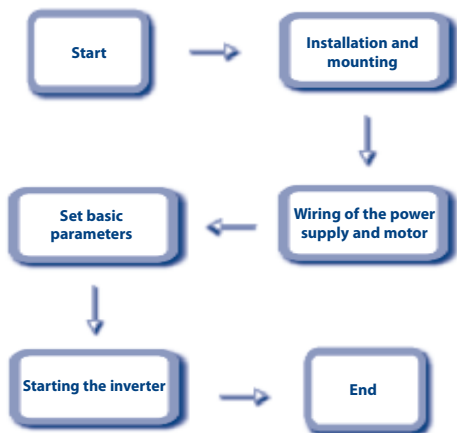 Start
Installation and
mounting
Wiring of the power
supply and motor
Set basic
parameters
Starting the inverter
End